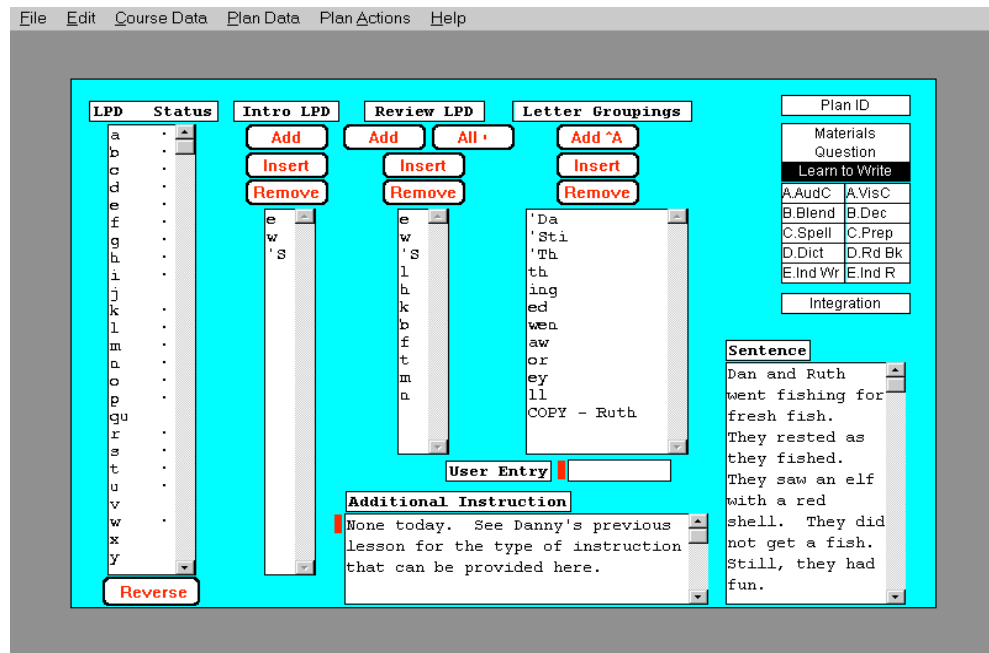 File Edit Course Data Plan Data Plan Actions Help
LPD Status
a ·
b ·
c ·
d ·
e ·
f ·
g ·
h ·
i ·
j
k ·
l ·
m ·
n ·
o ·
p ·
qu
r ·
s ·
t ·
u ·
v
w ·
x
y
Reverse
Intro LPD
Add
Insert
Remove
e
w
'S
Review LPD
Add All '
Insert
Remove
e
w
'S
l
h
k
b
f
t
m
n
Letter Groupings
Add ^A
Insert
Remove
'Da
'Sti
'Th
th
ing
ed
wen
aw
or
ey
ll
COPY - Ruth
User Entry
Additional Instruction
None today. See Danny's previous
lesson for the type of instruction
that can be provided here.
Plan ID
Materials
Question
Learn to Write
A.AudC A.VisC
B.Blend B.Dec
C.Spell C.Prep
D.Dict D.Rd Bk
E.Ind Wr E.Ind R
Integration
Sentence
Dan and Ruth
went fishing for
fresh fish.
They rested as
they fished.
They saw an elf
with a red
shell. They did
not get a fish.
Still, they had
fun.